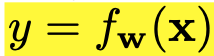 y = f_w(x)